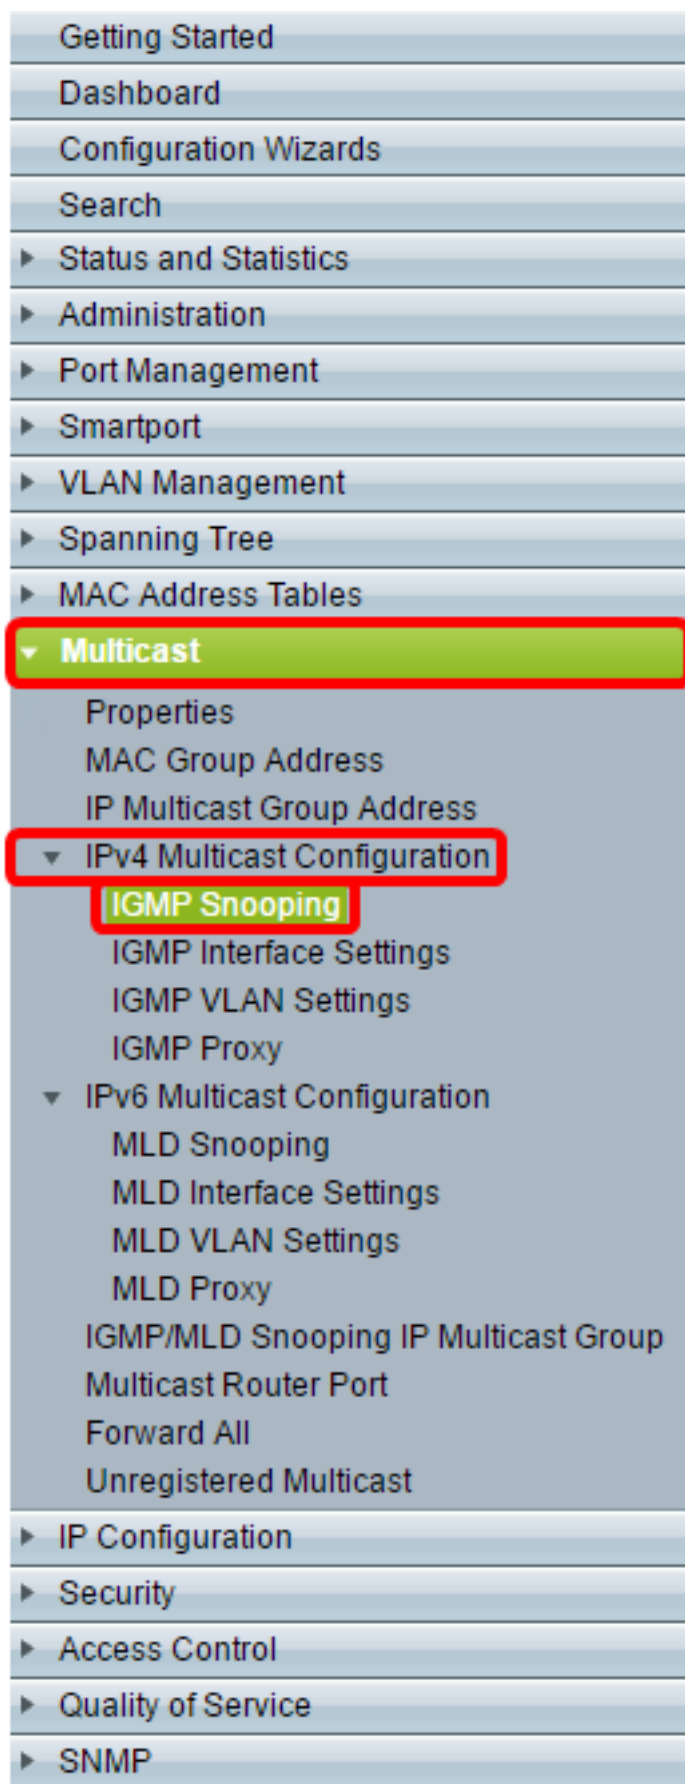 Getting Started
Dashboard
Configuration Wizards
Search
Status and Statistics
Administration
Port Management
Smartport
VLAN Management
Spanning Tree
MAC Address Tables
Multicast
Properties
MAC Group Address
IP Multicast Group Address
IPv4 Multicast Configuration
IGMP Snooping
IGMP Interface Settings
IGMP VLAN Settings
IGMP Proxy
IPv6 Multicast Configuration
MLD Snooping
MLD Interface Settings
MLD VLAN Settings
MLD Proxy
IGMP/MLD Snooping IP Multicast Group
Multicast Router Port
Forward All
Unregistered Multicast
IP Configuration
Security
Access Control
Quality of Service
SNMP